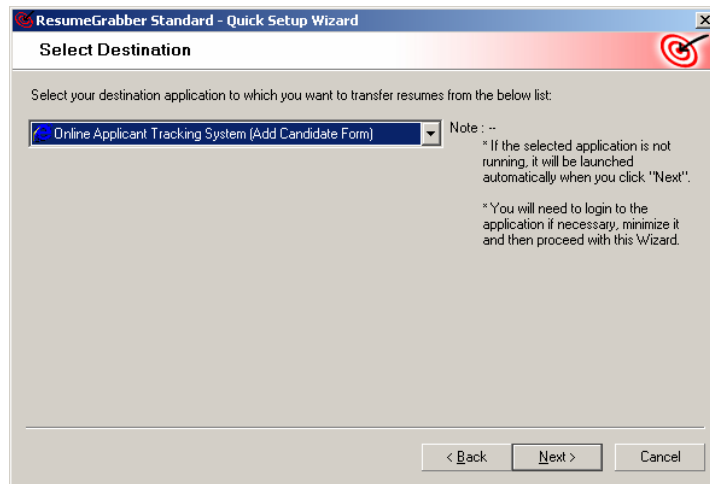 ResumeGrabber Standard - Quick Setup Wizard
Select Destination
Select your destination application to which you want to transfer resumes from the below list:
Online Applicant Tracking System (Add Candidate Form)
Note : --
* If the selected application is not
running, it will be launched
automatically when you click "Next".
* You will need to login to the
application if necessary, minimize it
and then proceed with this Wizard.
< Back
Next >
Cancel